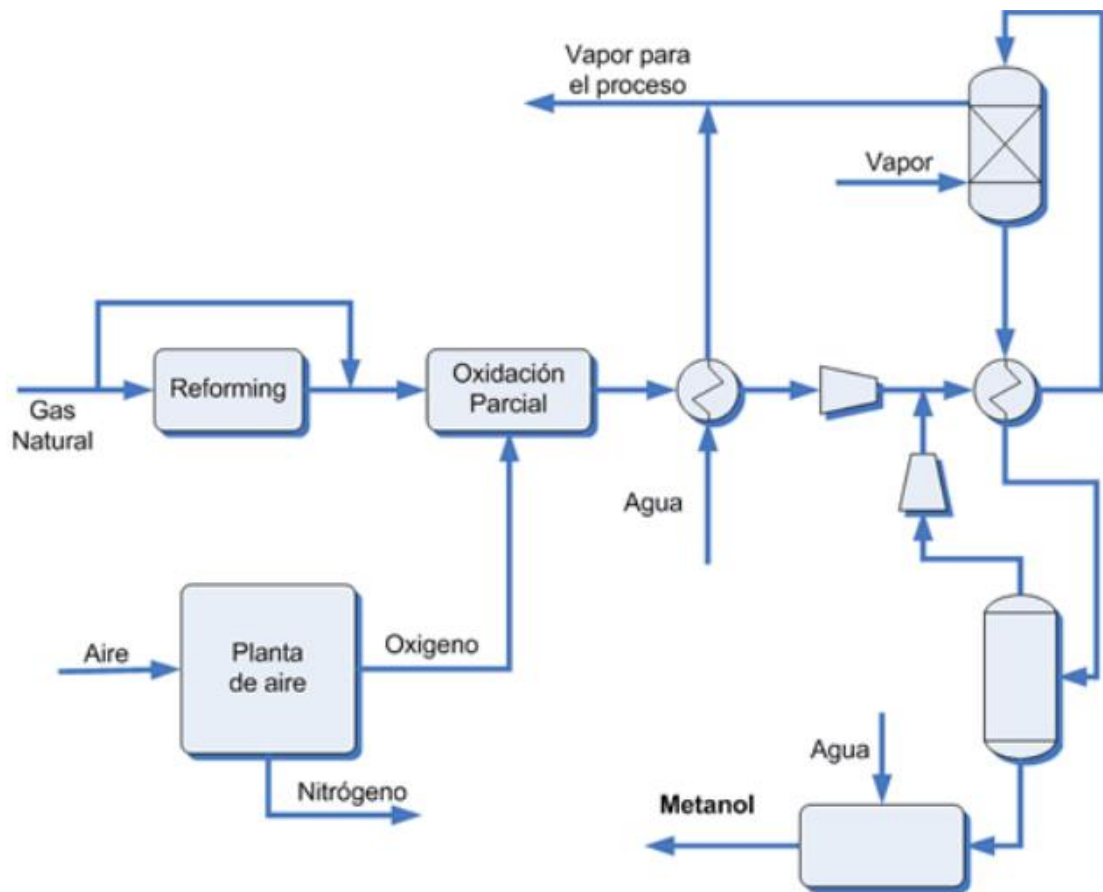 Vapor para
el proceso
Vapor
Reforming
Oxidación
Parcial
Gas
Natural
Agua
Aire
Planta
de aire
Oxigeno
Nitrógeno
Agua
Metanol